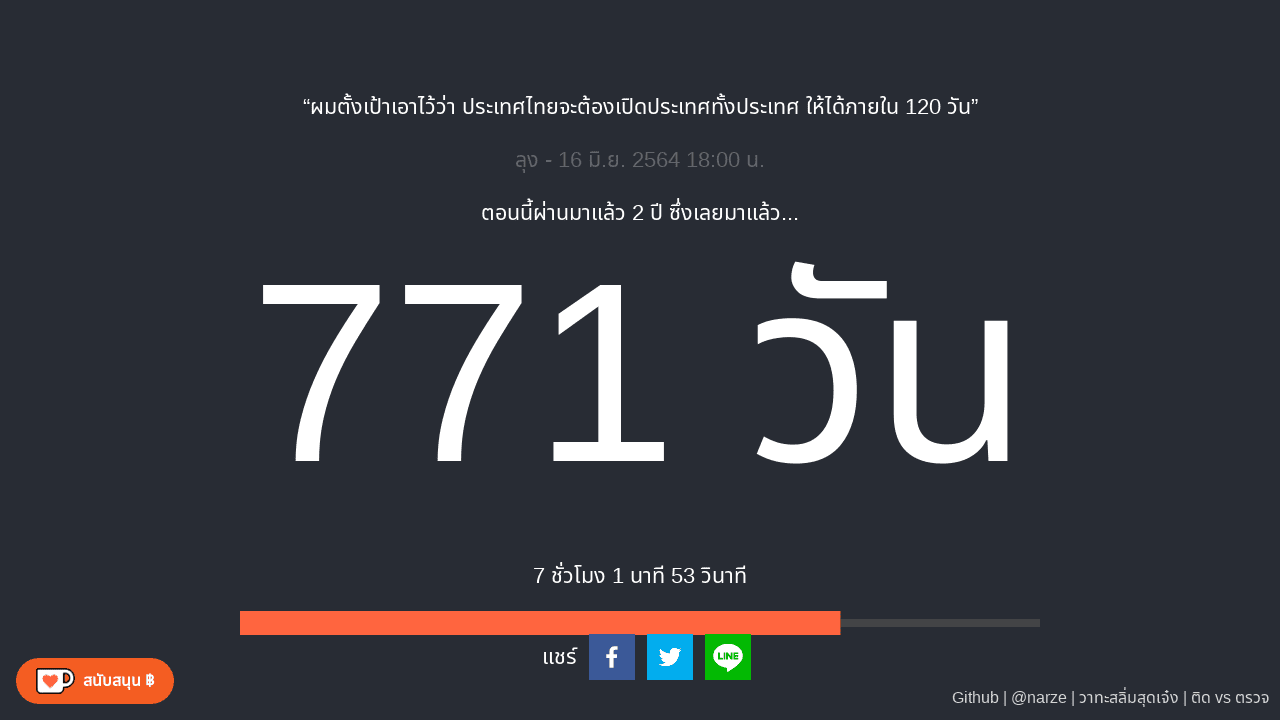 “ผมตั้งเป้าเอาไว้ว่า ประเทศไทยจะต้องเปิดประเทศทั้งประเทศ ให้ได้ภายใน 120 วัน”
ลุง - 16 มิ.ย. 2564 18:00 น.
ตอนนี้ผ่านมาแล้ว 2 ปี ซึ่งเลยมาแล้ว...
771 วัน
7 ชั่วโมง 1 นาที 53 วินาที
แชร์
LINE
สนับสนุน ฿
Github | @narze | วาทะสลิ่มสุดเจ๋ง | ติด vs ตรวจ